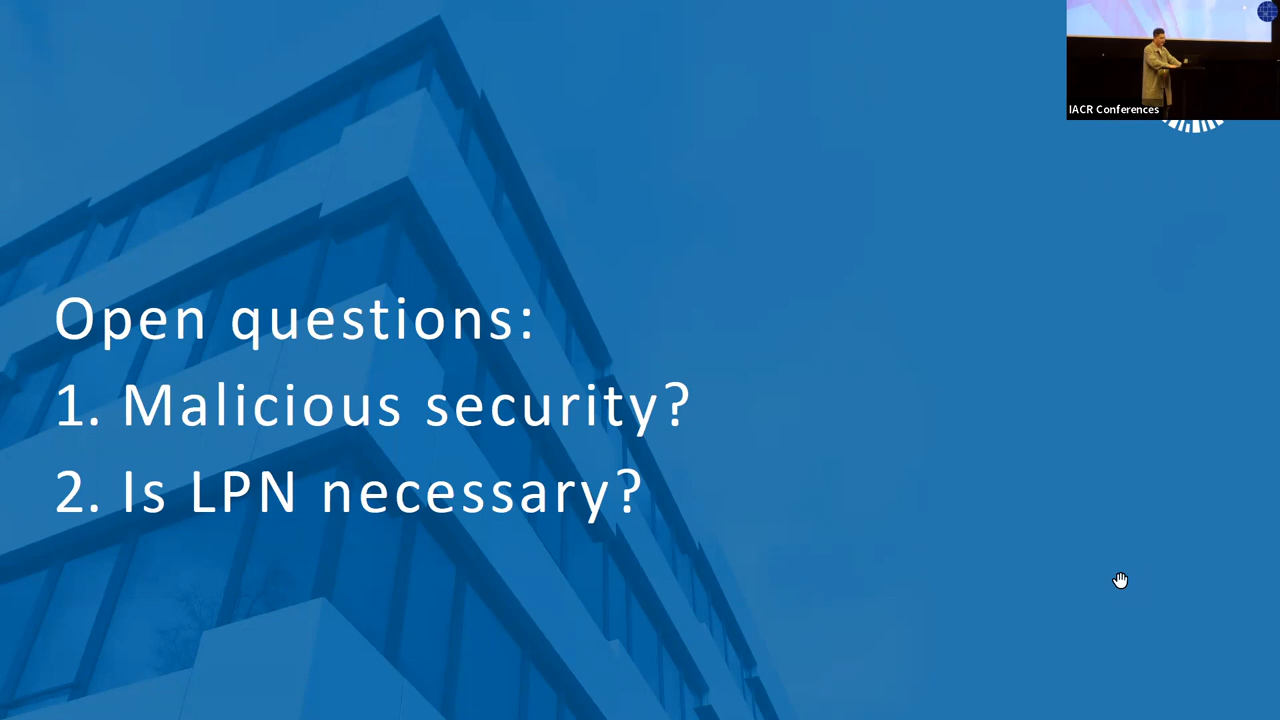 IACR Conferences
Open questions:
1. Malicious security?
2. Is LPN necessary?